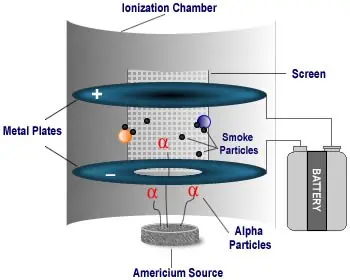 Ionization Chamber
Screen
+
Metal Plates
Smoke
Particles
α
–
α
α
BATTERY
Alpha
Particles
Americium Source